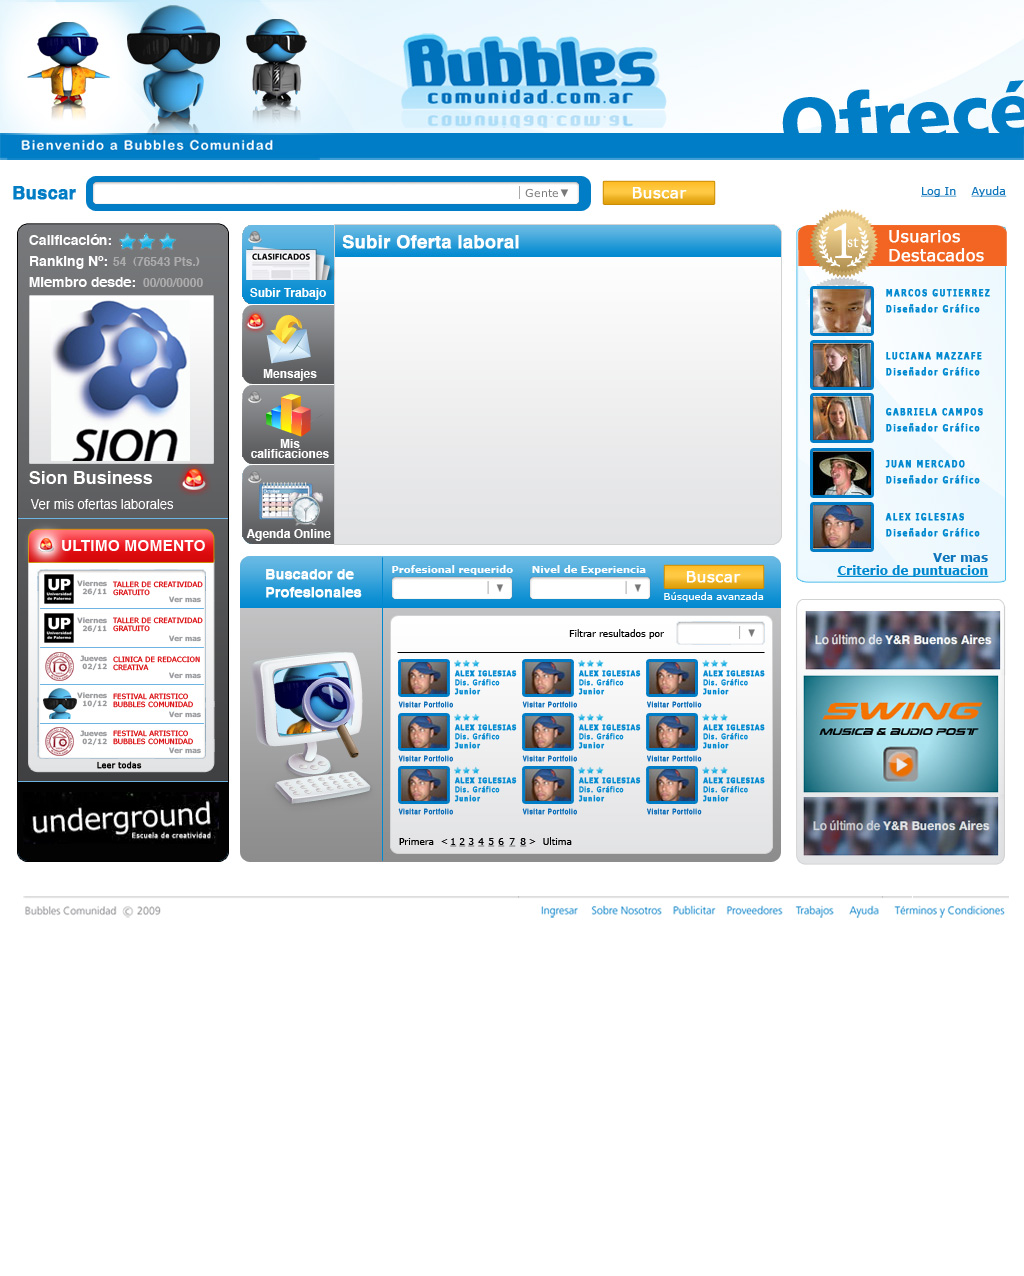 Bubbles
comunidad.com.ar
Ofrecé
Bienvenido a Bubbles Comunidad
Buscar
Gente
Buscar
Log In
Ayuda
Calificación:
Ranking Nº: 54 (76543 Pts.)
Miembro desde: 00/00/0000
sion
Sion Business
Ver mis ofertas laborales
ULTIMO MOMENTO
UP
Universidad
de Palermo
Viernes
26/11
TALLER DE CREATIVIDAD
GRATUITO
Ver mas
UP
Universidad
de Palermo
Viernes
26/11
TALLER DE CREATIVIDAD
GRATUITO
Ver mas
Jueves
02/12
CLINICA DE REDACCION
CREATIVA
Ver mas
Viernes
10/12
FESTIVAL ARTISTICO
BUBBLES COMUNIDAD
Ver mas
Jueves
02/12
FESTIVAL ARTISTICO
BUBBLES COMUNIDAD
Ver mas
Leer todas
underground
Escuela de creatividad
CLASIFICADOS
Subir Trabajo
Mensajes
Mis
calificaciones
Agenda Online
Subir Oferta laboral
Buscador de
Profesionales
Profesional requerido
Nivel de Experiencia
Buscar
Búsqueda avanzada
Filtrar resultados por
ALEX IGLESIAS
Dis. Gráfico
Junior
Visitar Portfolio
ALEX IGLESIAS
Dis. Gráfico
Junior
Visitar Portfolio
ALEX IGLESIAS
Dis. Gráfico
Junior
Visitar Portfolio
ALEX IGLESIAS
Dis. Gráfico
Junior
Visitar Portfolio
ALEX IGLESIAS
Dis. Gráfico
Junior
Visitar Portfolio
ALEX IGLESIAS
Dis. Gráfico
Junior
Visitar Portfolio
ALEX IGLESIAS
Dis. Gráfico
Junior
Visitar Portfolio
ALEX IGLESIAS
Dis. Gráfico
Junior
Visitar Portfolio
ALEX IGLESIAS
Dis. Gráfico
Junior
Visitar Portfolio
Primera < 1 2 3 4 5 6 7 8 > Ultima
1st
Usuarios
Destacados
MARCOS GUTIERREZ
Diseñador Gráfico
LUCIANA MAZZAFE
Diseñador Gráfico
GABRIELA CAMPOS
Diseñador Gráfico
JUAN MERCADO
Diseñador Gráfico
ALEX IGLESIAS
Diseñador Gráfico
Ver mas
Criterio de puntuacion
Lo último de Y&R Buenos Aires
SWING
MUSICA & AUDIO POST
Lo último de Y&R Buenos Aires
Bubbles Comunidad © 2009
Ingresar Sobre Nosotros Publicitar Proveedores Trabajos Ayuda Términos y Condiciones